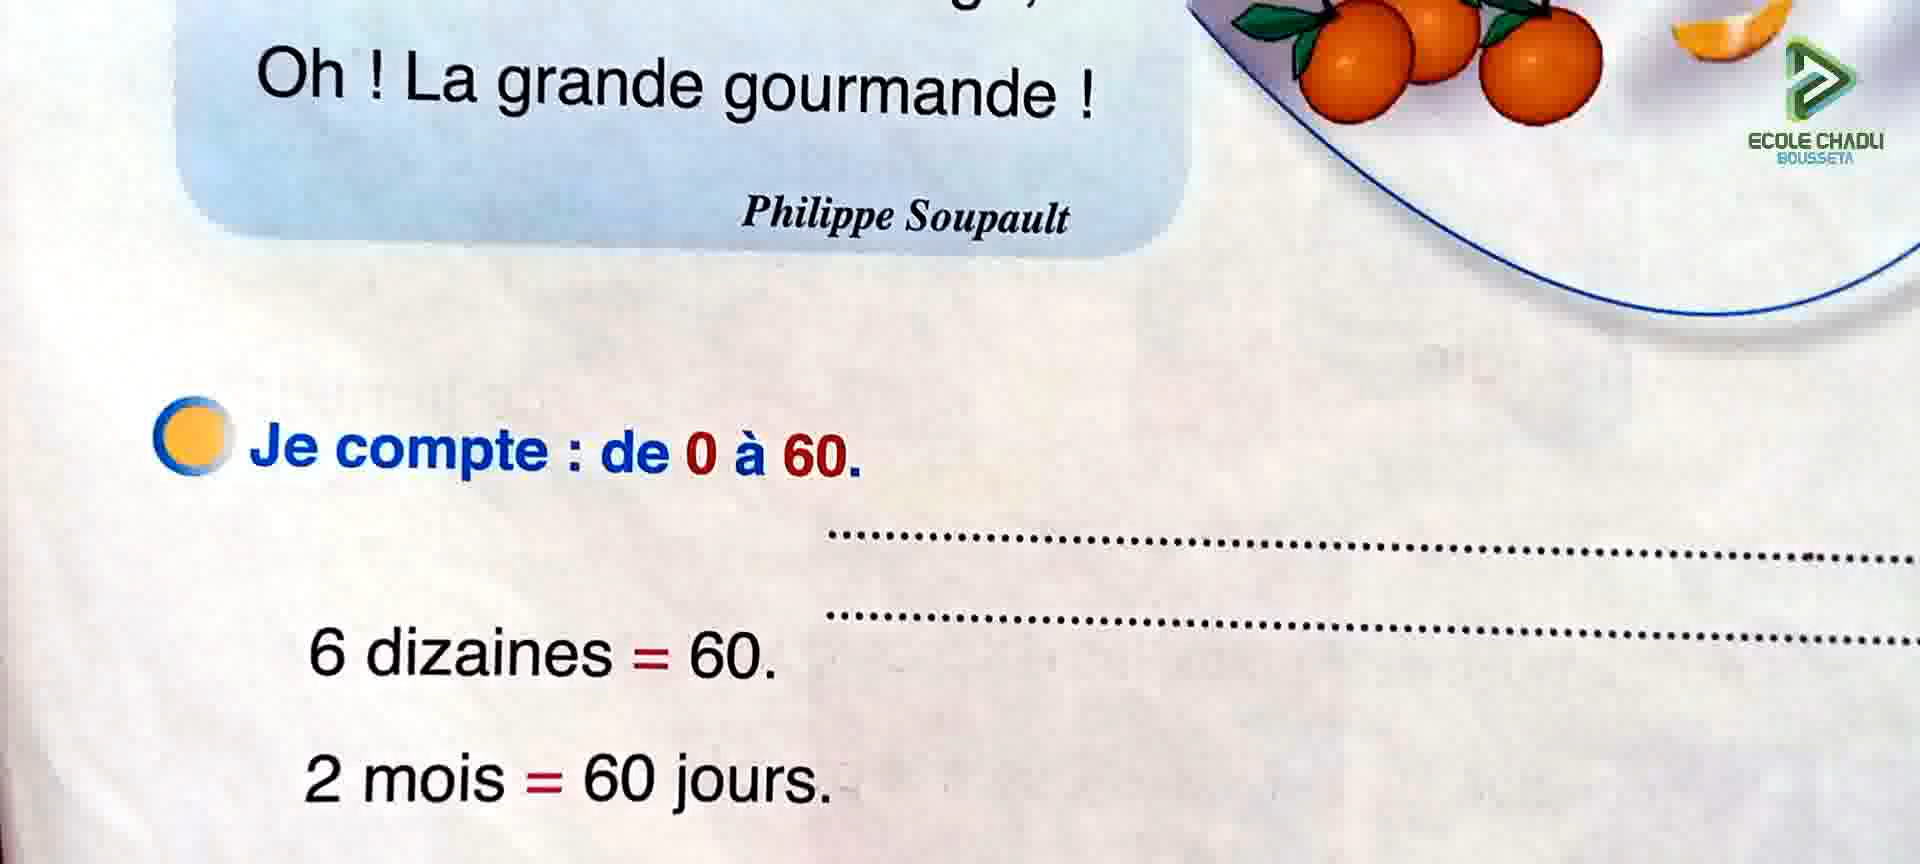 Oh ! La grande gourmande !
Philippe Soupault
ECOLE CHADLI
BOUSSETA
Je compte : de 0 à 60.
6 dizaines = 60.
2 mois = 60 jours.